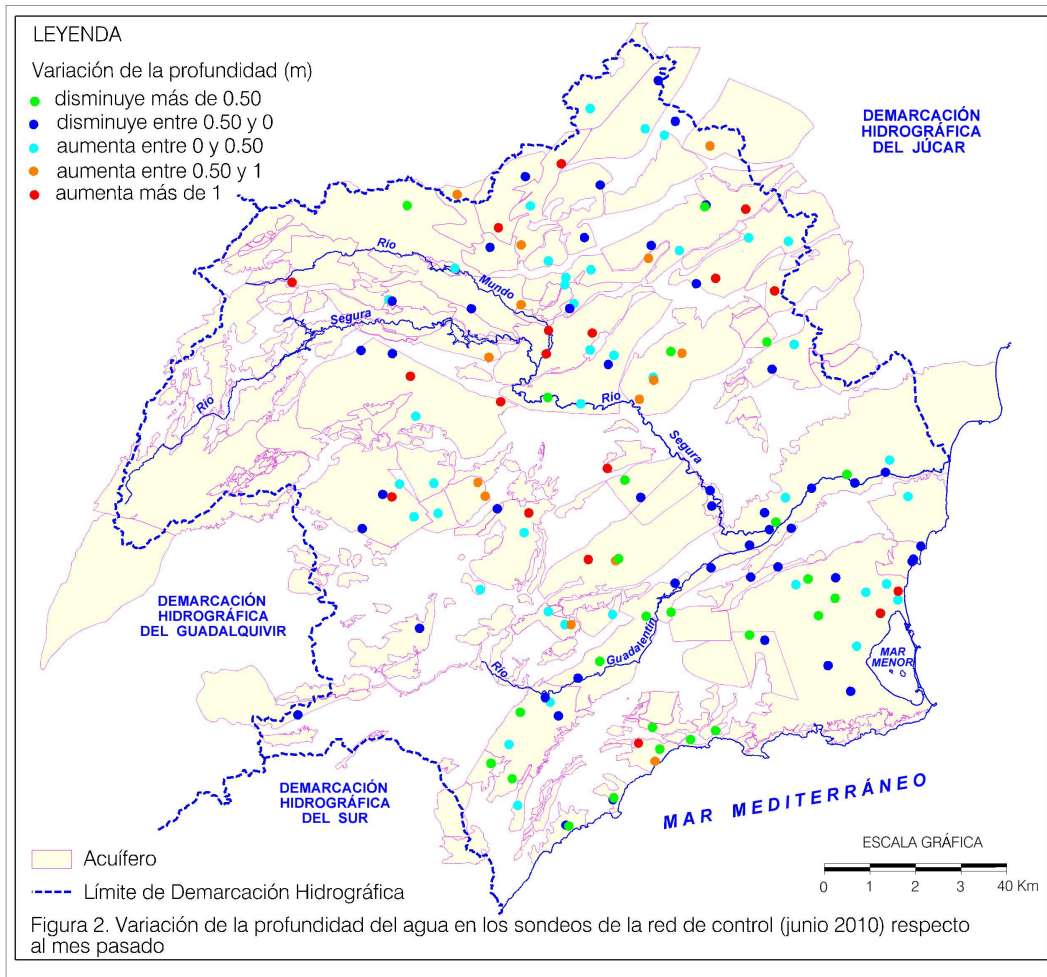 LEYENDA
Variación de la profundidad (m)
disminuye más de 0.50
disminuye entre 0.50 y 0
aumenta entre 0 y 0.50
aumenta entre 0.50 y 1
aumenta más de 1
DEMARCACIÓN
HIDROGRÁFICA
DEL JÚCAR
Río
Mundo
Segura
Río
Río
Segura
DEMARCACIÓN
HIDROGRÁFICA
DEL GUADALQUIVIR
Guadalentín
Río
MAR
MENOR
DEMARCACIÓN
HIDROGRÁFICA
DEL SUR
MAR MEDITERRÁNEO
Acuífero
Límite de Demarcación Hidrográfica
ESCALA GRÁFICA
0 1 2 3 40 Km
Figura 2. Variación de la profundidad del agua en los sondeos de la red de control (junio 2010) respecto
al mes pasado